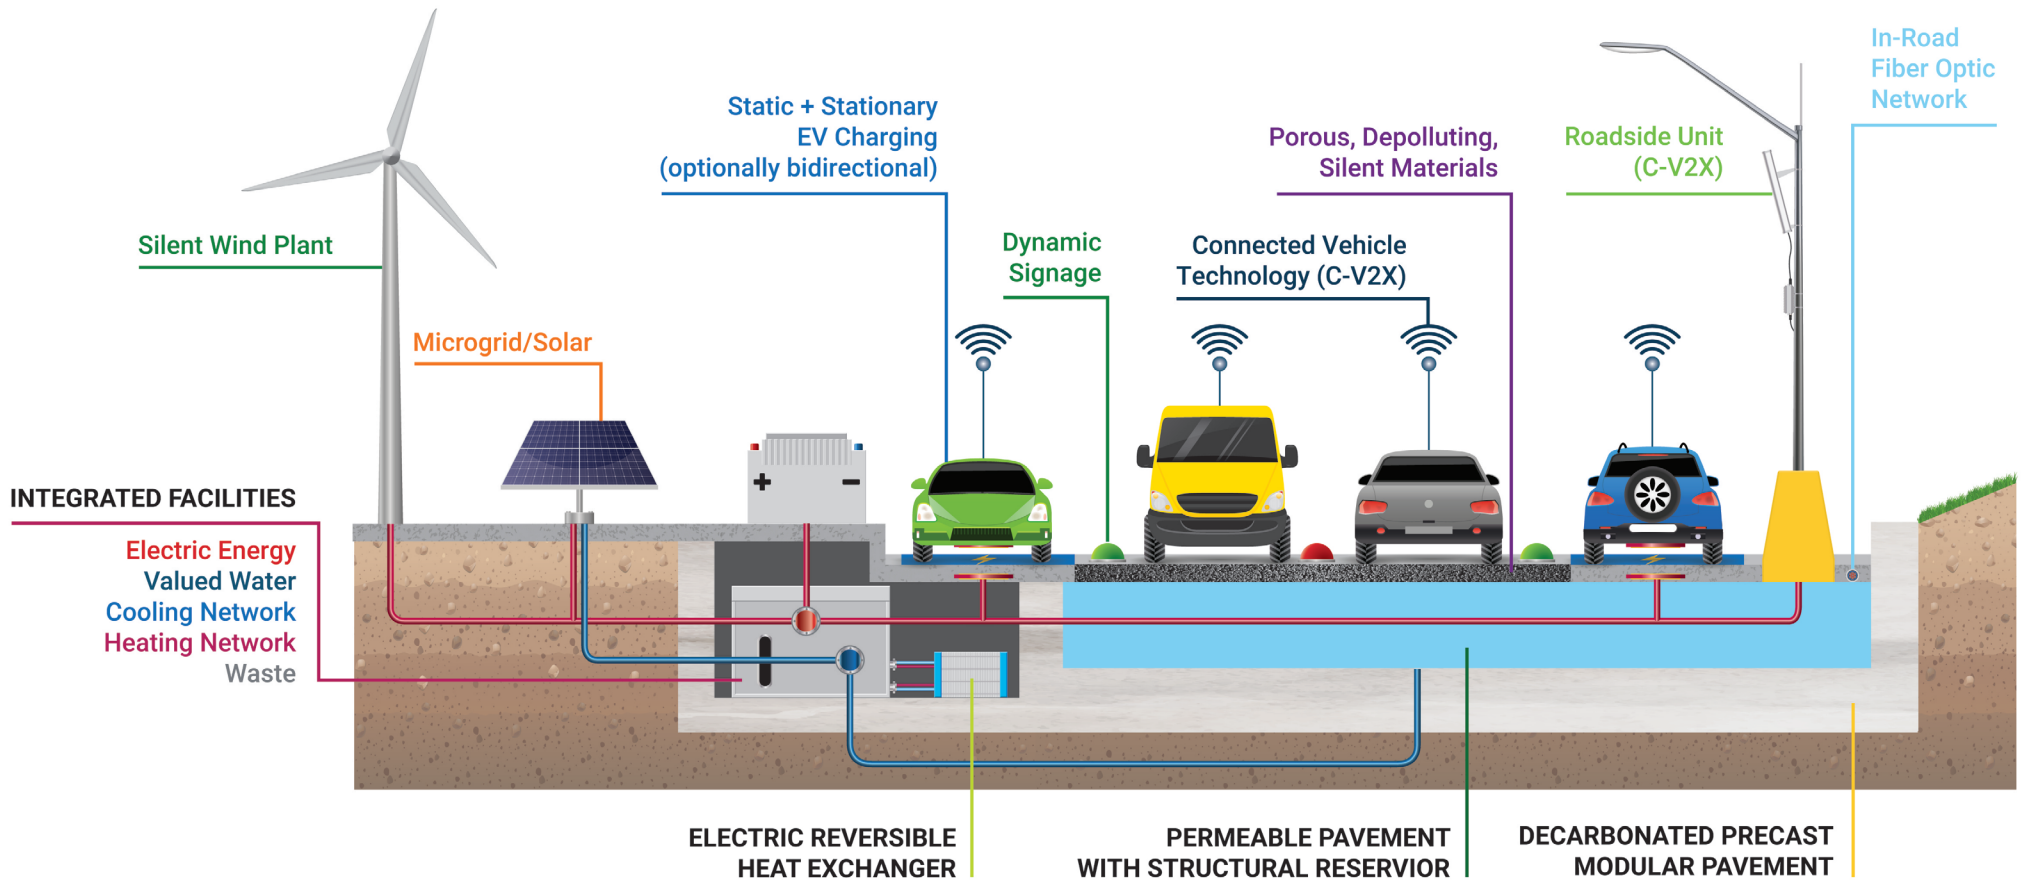 In-Road
Fiber Optic
Network
Static + Stationary
EV Charging
(optionally bidirectional)
Porous, Depolluting,
Silent Materials
Roadside Unit
(C-V2X)
Silent Wind Plant
Dynamic
Signage
Connected Vehicle
Technology (C-V2X)
Microgrid/Solar
INTEGRATED FACILITIES
Electric Energy
Valued Water
Cooling Network
Heating Network
Waste
ELECTRIC REVERSIBLE
HEAT EXCHANGER
PERMEABLE PAVEMENT
WITH STRUCTURAL RESERVIOR
DECARBONATED PRECAST
MODULAR PAVEMENT